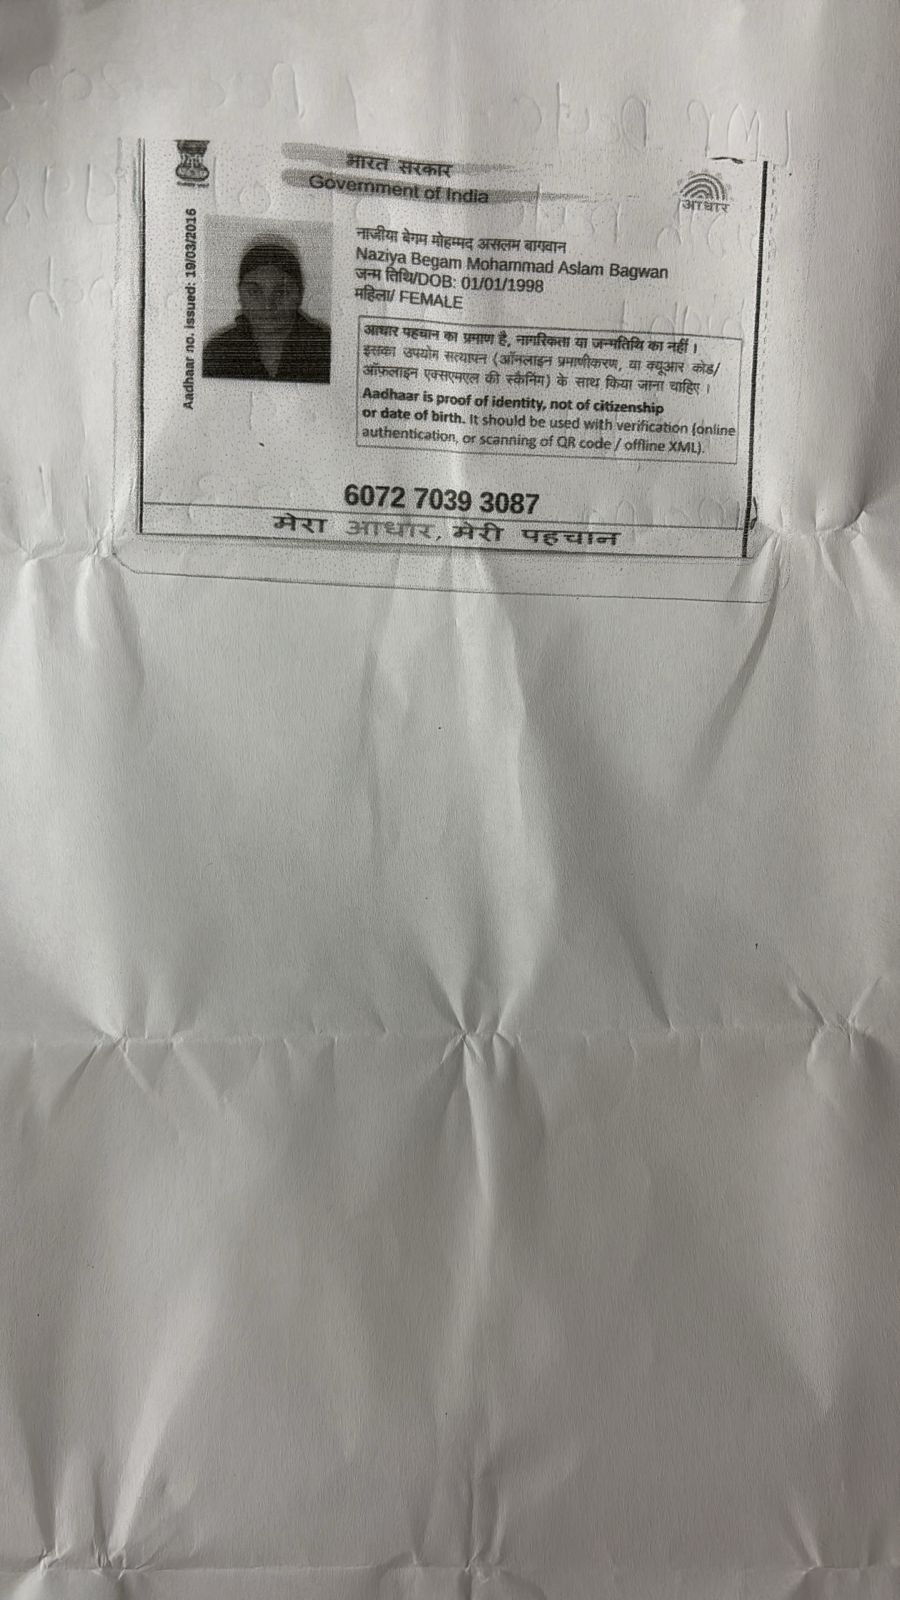 भारत सरकार
Government of India
आधार
Aadhaar no. issued: 19/03/2016
नाजीया बेगम मोहम्मद असलम बागवान
Naziya Begam Mohammad Aslam Bagwan
जन्म तिथि/DOB: 01/01/1998
महिला/ FEMALE
आधार पहचान का प्रमाण है, नागरिकता या जन्मतिथि का नहीं ।
इसका उपयोग सत्यापन (ऑनलाइन प्रमाणीकरण, या क्यूआर कोड/
ऑफ़लाइन एक्सएमएल की स्कैनिंग) के साथ किया जाना चाहिए ।
Aadhaar is proof of identity, not of citizenship
or date of birth. It should be used with verification (online
authentication, or scanning of QR code / offline XML).
6072 7039 3087
मेरा आधार, मेरी पहचान